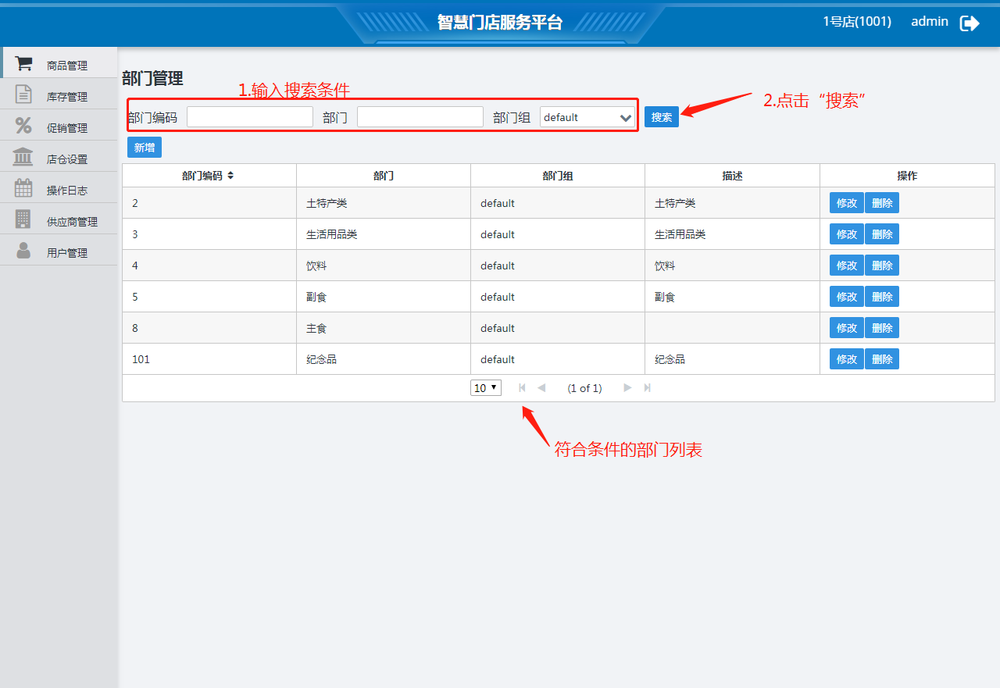 智慧门店服务平台
1号店(1001) admin
商品管理
库存管理
促销管理
店仓设置
操作日志
供应商管理
用户管理
部门管理
1.输入搜索条件
2.点击“搜索”
部门编码 部门 部门组 default 搜索
新增
部门编码 部门 部门组 描述 操作
2 土特产类 default 土特产类 修改 删除
3 生活用品类 default 生活用品类 修改 删除
4 饮料 default 饮料 修改 删除
5 副食 default 副食 修改 删除
8 主食 default 修改 删除
101 纪念品 default 纪念品 修改 删除
10 (1 of 1)
符合条件的部门列表